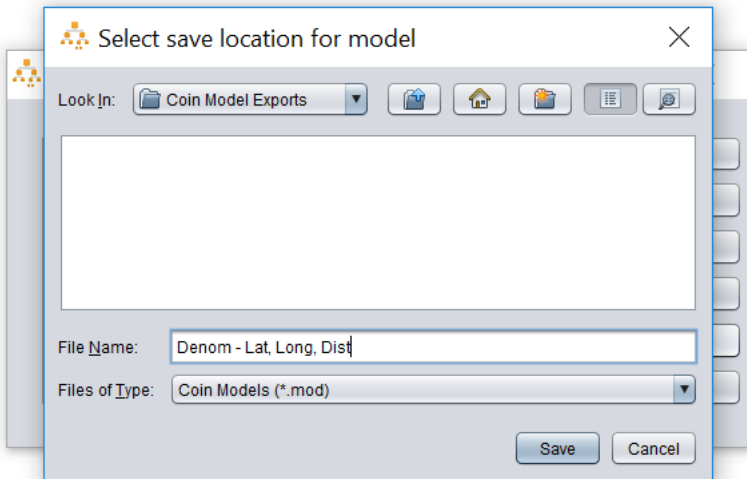 Select save location for model
Look In: Coin Model Exports
File Name: Denom - Lat, Long, Dist
Files of Type: Coin Models (*.mod)
Save Cancel